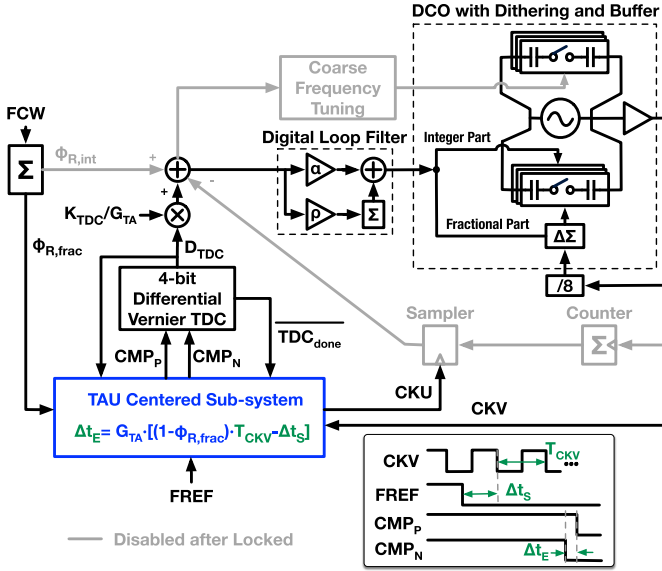 DCO with Dithering and Buffer
Coarse
Frequency
Tuning
FCW
Σ
ΦR,int
+
-
+
Digital Loop Filter
α
ρ
Σ
Integer Part
Fractional Part
ΔΣ
/8
KTDC/GTA
ΦR,frac
DTDC
4-bit
Differential
Vernier TDC
TDCdone
CMPP
CMPN
Sampler
Counter
Σ
CKU
CKV
TAU Centered Sub-system
ΔtE= GTA·[(1-ΦR,frac)·TCKV-ΔtS]
FREF
CKV
TCKV
•••
FREF
ΔtS
CMPP
CMPN
ΔtE
Disabled after Locked